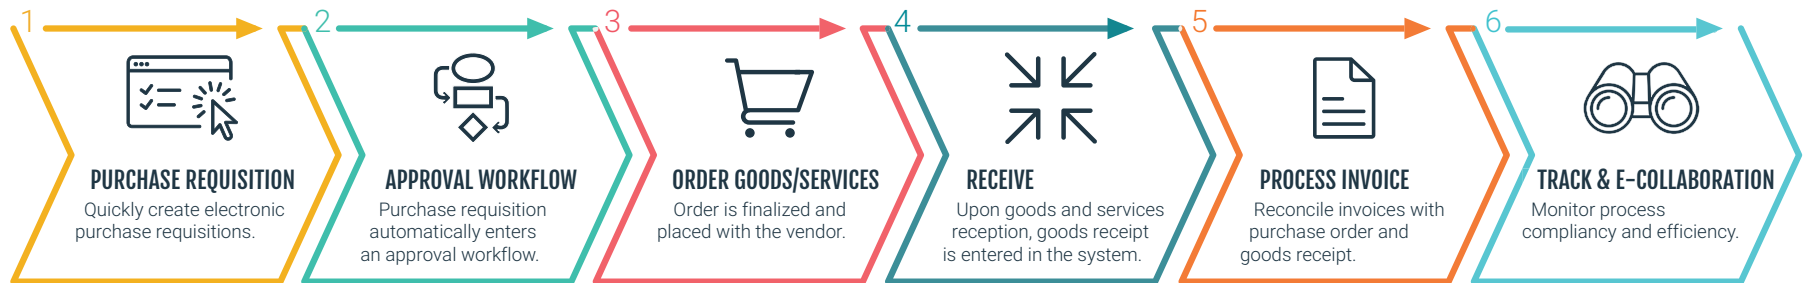 1
PURCHASE REQUISITION
Quickly create electronic
purchase requisitions.
2
APPROVAL WORKFLOW
Purchase requisition
automatically enters
an approval workflow.
3
ORDER GOODS/SERVICES
Order is finalized and
placed with the vendor.
4
RECEIVE
Upon goods and services
reception, goods receipt
is entered in the system.
5
PROCESS INVOICE
Reconcile invoices with
purchase order and
goods receipt.
6
TRACK & E-COLLABORATION
Monitor process
compliancy and efficiency.